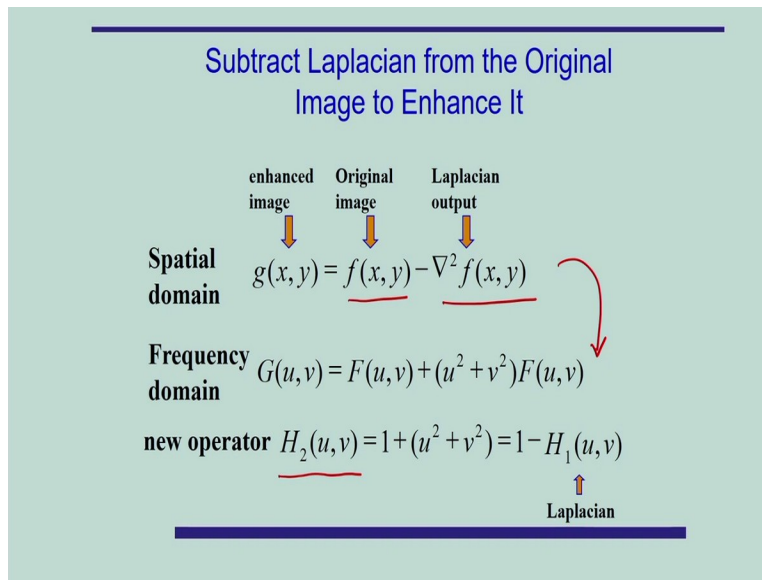 Subtract Laplacian from the Original
Image to Enhance It
enhanced image
Original image
Laplacian output
Spatial domain g(x, y) = f(x, y) − ∇² f(x, y)
Frequency domain G(u, v) = F(u, v) + (u² + v²)F(u, v)
new operator H₂(u, v) = 1 + (u² + v²) = 1 − H₁(u, v)
Laplacian